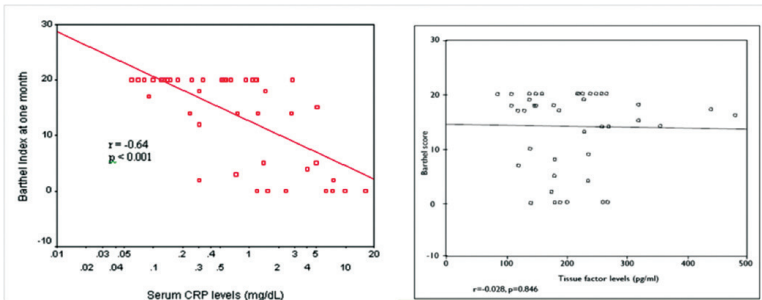 30
20
10
0
-10
Barthel Index at one month
r = -0.64
p < 0.001
.01 .03 .05 .1 .3 .5 1 3 5 10 20
.02 .04 .2 .4 2 4
Serum CRP levels (mg/dL)
30
20
10
0
-10
Barthel score
0 100 200 300 400 500
Tissue factor levels (pg/ml)
r=-0.028, p=0.846